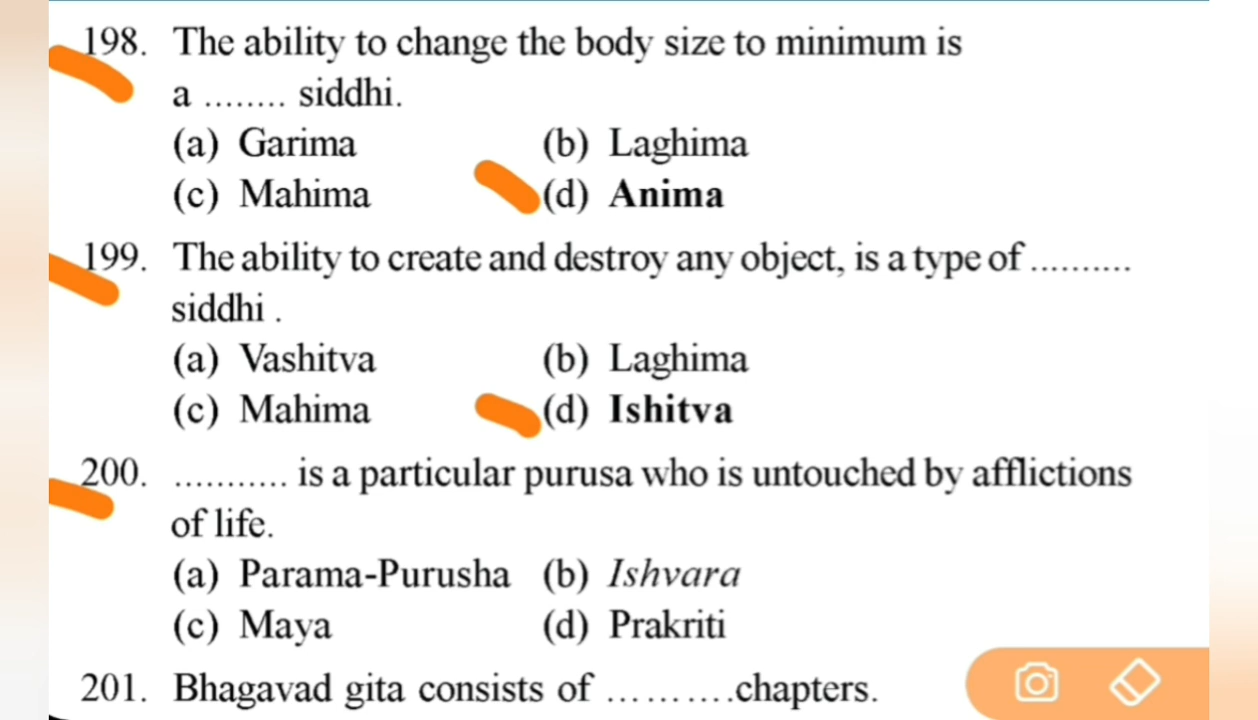 198. The ability to change the body size to minimum is
a ........ siddhi.
(a) Garima (b) Laghima
(c) Mahima (d) Anima
199. The ability to create and destroy any object, is a type of ..........
siddhi .
(a) Vashitva (b) Laghima
(c) Mahima (d) Ishitva
200. ........... is a particular purusa who is untouched by afflictions
of life.
(a) Parama-Purusha (b) Ishvara
(c) Maya (d) Prakriti
201. Bhagavad gita consists of ..........chapters.